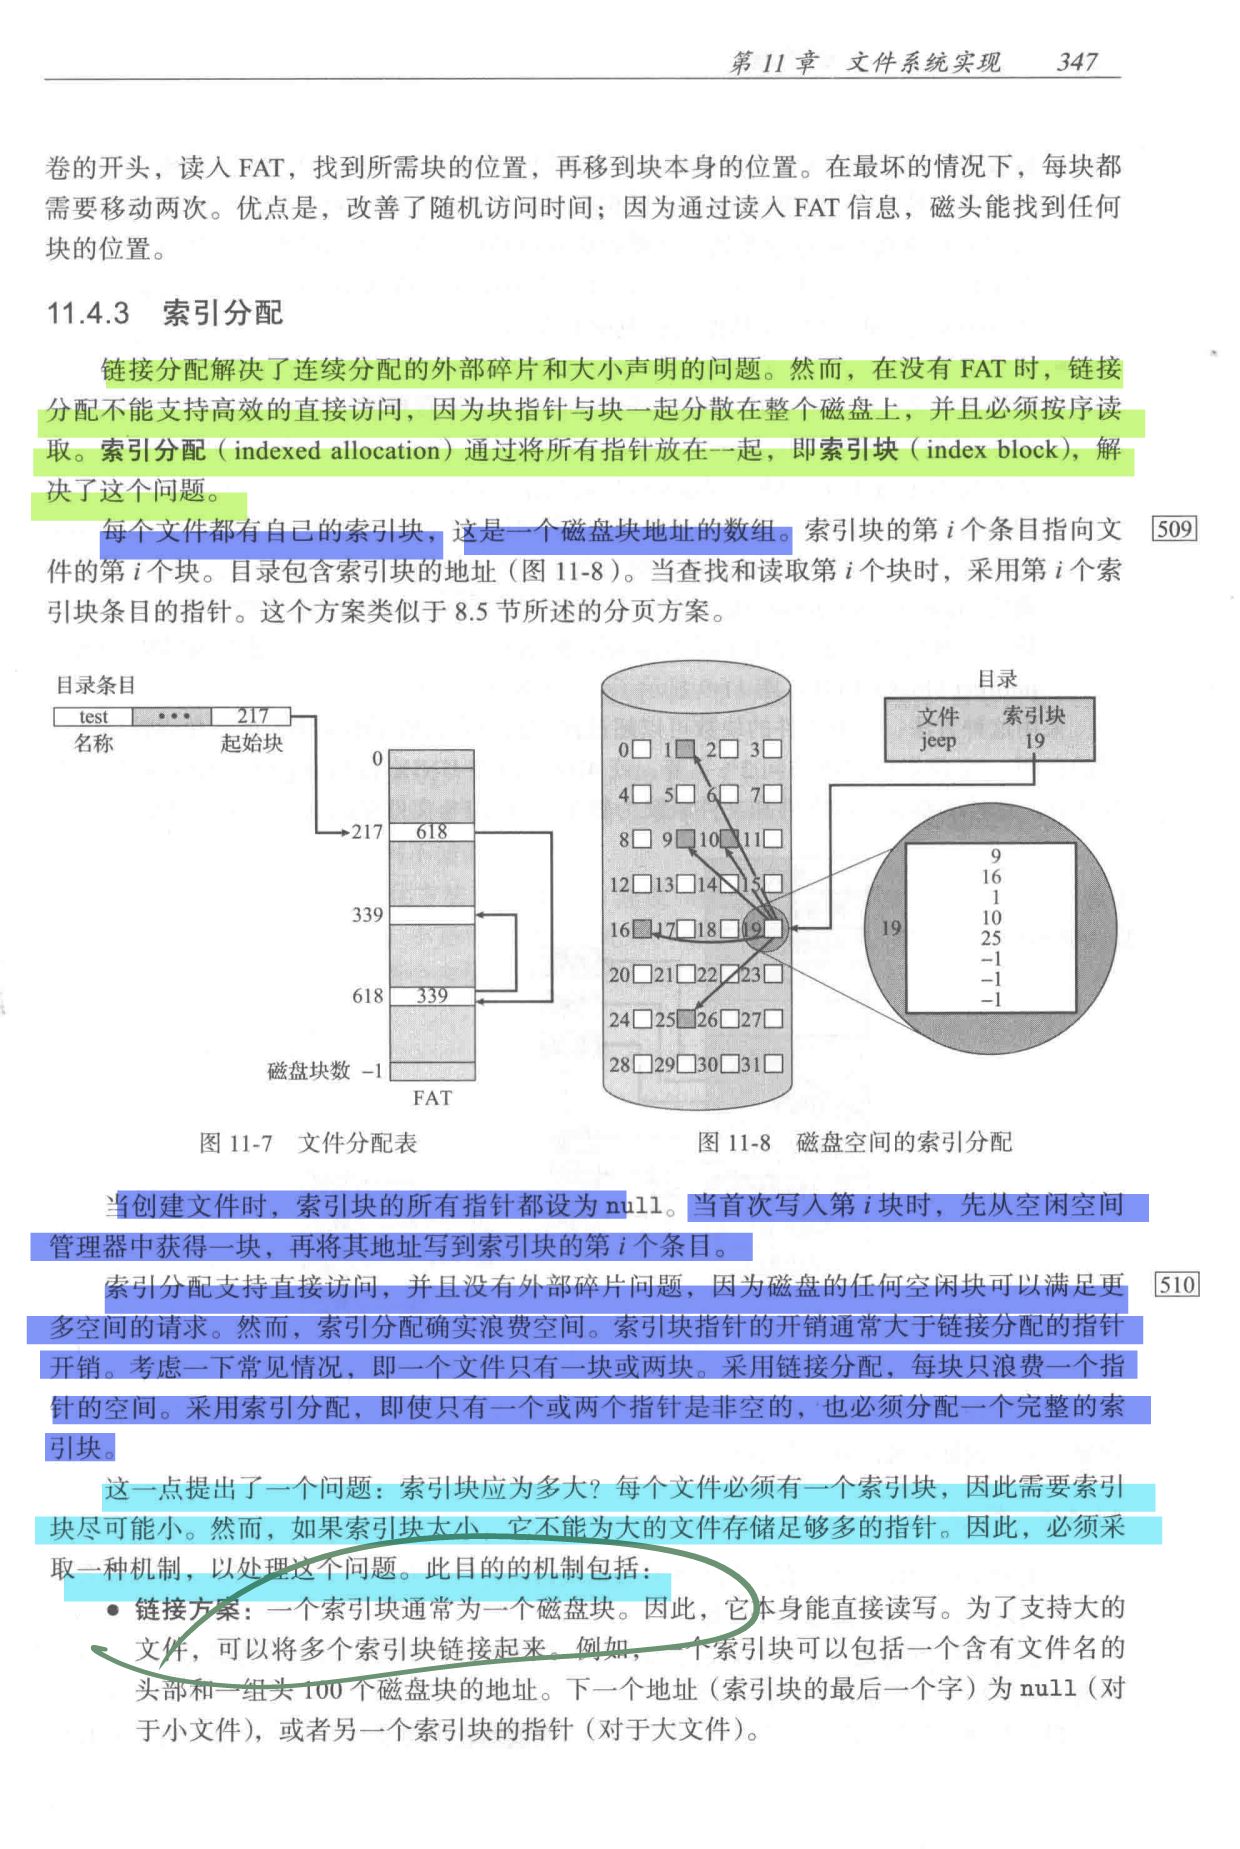 第 11 章 文件系统实现 347
卷的开头，读入 FAT，找到所需块的位置，再移到块本身的位置。在最坏的情况下，每块都
需要移动两次。优点是，改善了随机访问时间；因为通过读入 FAT 信息，磁头能找到任何
块的位置。
11.4.3 索引分配
链接分配解决了连续分配的外部碎片和大小声明的问题。然而，在没有 FAT 时，链接
分配不能支持高效的直接访问，因为块指针与块一起分散在整个磁盘上，并且必须按序读
取。索引分配（indexed allocation）通过将所有指针放在一起，即索引块（index block），解
决了这个问题。
每个文件都有自己的索引块，这是一个磁盘块地址的数组。索引块的第 i 个条目指向文
509
件的第 i 个块。目录包含索引块的地址（图 11-8）。当查找和读取第 i 个块时，采用第 i 个索
引块条目的指针。这个方案类似于 8.5 节所述的分页方案。
目录条目
test ••• 217
名称 起始块
0
217 618
339
618 339
磁盘块数 −1
FAT
图 11-7 文件分配表
目录
文件 索引块
jeep 19
0 1 2 3
4 5 6 7
8 9 10 11
12 13 14 15
16 17 18 19
20 21 22 23
24 25 26 27
28 29 30 31
19
9
16
1
10
25
−1
−1
−1
图 11-8 磁盘空间的索引分配
当创建文件时，索引块的所有指针都设为 null。当首次写入第 i 块时，先从空闲空间
管理器中获得一块，再将其地址写到索引块的第 i 个条目。
索引分配支持直接访问，并且没有外部碎片问题，因为磁盘的任何空闲块可以满足更
510
多空间的请求。然而，索引分配确实浪费空间。索引块指针的开销通常大于链接分配的指针
开销。考虑一下常见情况，即一个文件只有一块或两块。采用链接分配，每块只浪费一个指
针的空间。采用索引分配，即使只有一个或两个指针是非空的，也必须分配一个完整的索
引块。
这一点提出了一个问题：索引块应为多大？每个文件必须有一个索引块，因此需要索引
块尽可能小。然而，如果索引块太小，它不能为大的文件存储足够多的指针。因此，必须采
取一种机制，以处理这个问题。此目的的机制包括：
● 链接方案：一个索引块通常为一个磁盘块。因此，它本身能直接读写。为了支持大的
文件，可以将多个索引块链接起来。例如，一个索引块可以包括一个含有文件名的
头部和一组头 100 个磁盘块的地址。下一个地址（索引块的最后一个字）为 null（对
于小文件），或者另一个索引块的指针（对于大文件）。